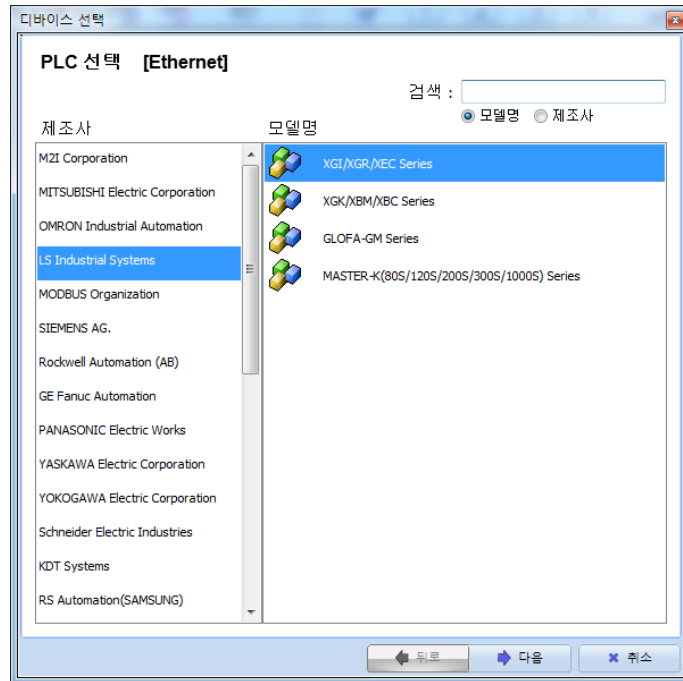 디바이스 선택
PLC 선택 [Ethernet]
검색 :
모델명 제조사
제조사
모델명
M2I Corporation
MITSUBISHI Electric Corporation
OMRON Industrial Automation
LS Industrial Systems
MODBUS Organization
SIEMENS AG.
Rockwell Automation (AB)
GE Fanuc Automation
PANASONIC Electric Works
YASKAWA Electric Corporation
YOKOGAWA Electric Corporation
Schneider Electric Industries
KDT Systems
RS Automation(SAMSUNG)
XGI/XGR/XEC Series
XGK/XBM/XBC Series
GLOFA-GM Series
MASTER-K(80S/120S/200S/300S/1000S) Series
뒤로 다음 취소